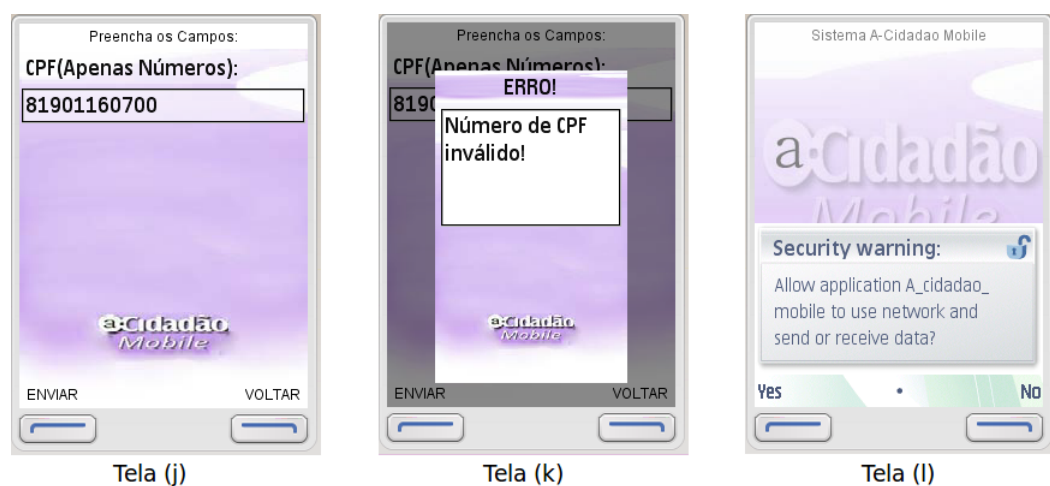 Preencha os Campos:
CPF(Apenas Números):
81901160700
a:Cidadão
Mobile
ENVIAR VOLTAR
Tela (j)
Preencha os Campos:
CPF(Apenas Números):
819
ERRO!
Número de CPF
inválido!
a:Cidadão
Mobile
ENVIAR VOLTAR
Tela (k)
Sistema A-Cidadao Mobile
a:Cidadão
Mobile
Security warning:
Allow application A_cidadao_
mobile to use network and
send or receive data?
Yes No
Tela (l)